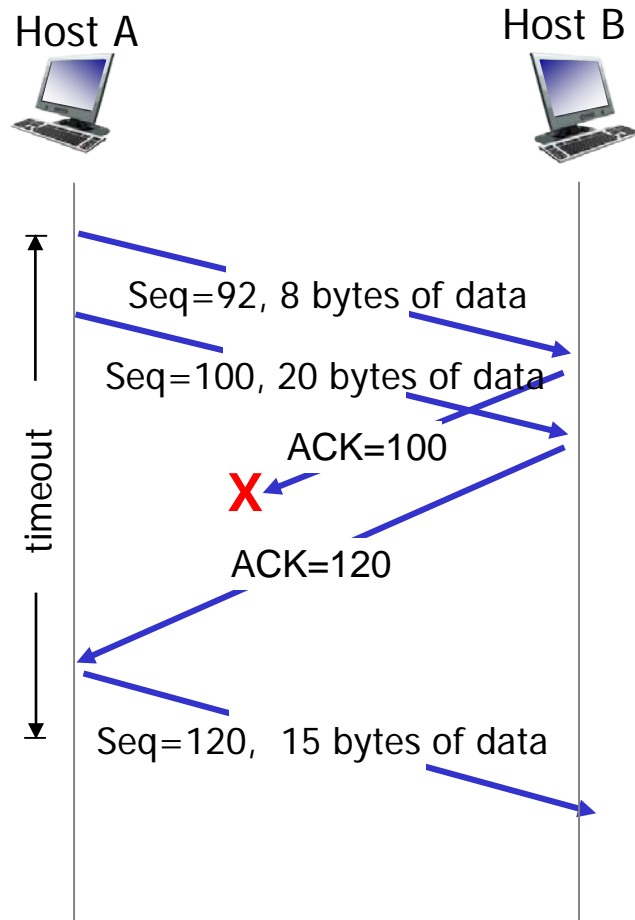 Host A
Host B
Seq=92, 8 bytes of data
Seq=100, 20 bytes of data
ACK=100
X
timeout
ACK=120
Seq=120, 15 bytes of data